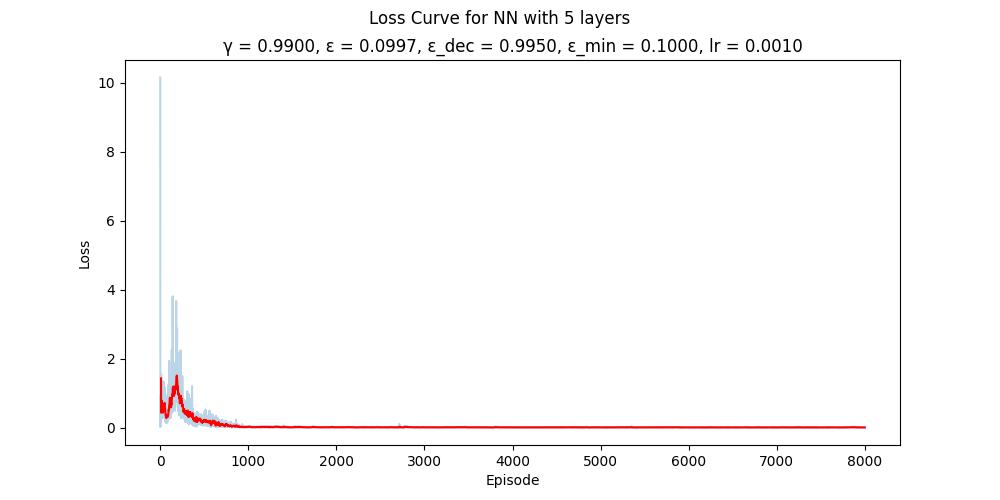 Loss Curve for NN with 5 layers
γ = 0.9900, ε = 0.0997, ε_dec = 0.9950, ε_min = 0.1000, lr = 0.0010
10
8
6
4
2
0
Loss
0 1000 2000 3000 4000 5000 6000 7000 8000
Episode